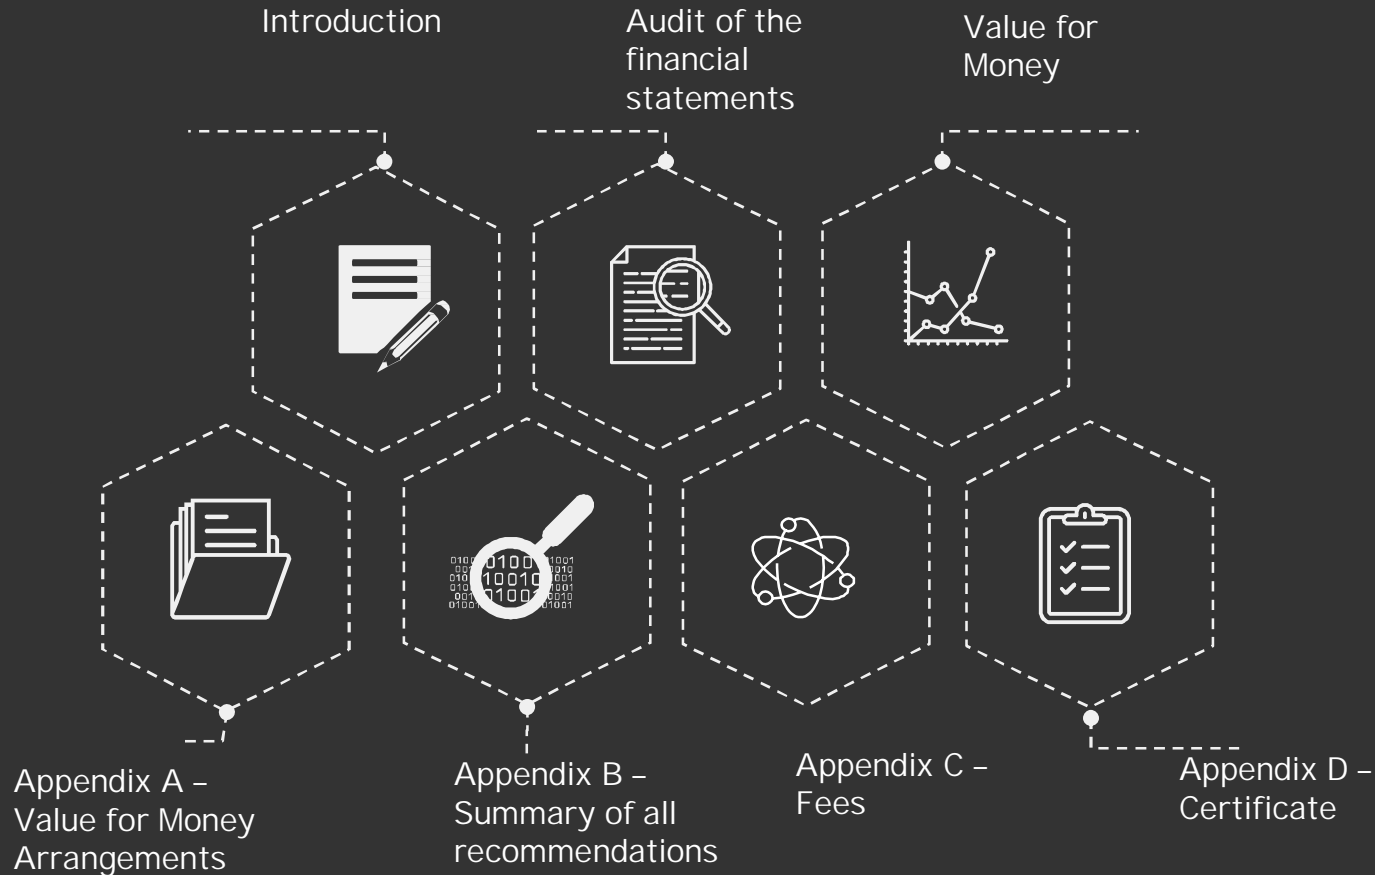 Introduction
Audit of the
financial
statements
Value for
Money
Appendix A –
Value for Money
Arrangements
Appendix B –
Summary of all
recommendations
Appendix C –
Fees
Appendix D –
Certificate